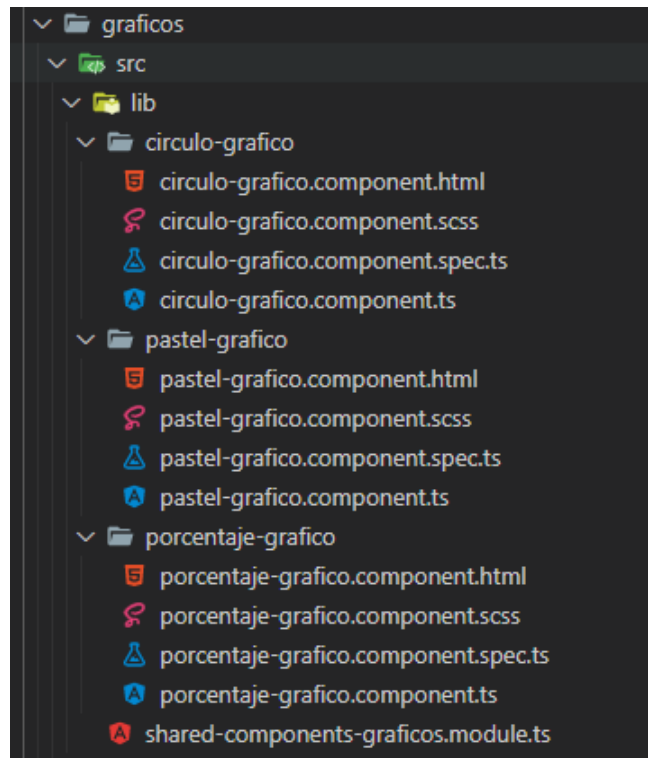 graficos
src
lib
circulo-grafico
circulo-grafico.component.html
circulo-grafico.component.scss
circulo-grafico.component.spec.ts
circulo-grafico.component.ts
pastel-grafico
pastel-grafico.component.html
pastel-grafico.component.scss
pastel-grafico.component.spec.ts
pastel-grafico.component.ts
porcentaje-grafico
porcentaje-grafico.component.html
porcentaje-grafico.component.scss
porcentaje-grafico.component.spec.ts
porcentaje-grafico.component.ts
shared-components-graficos.module.ts